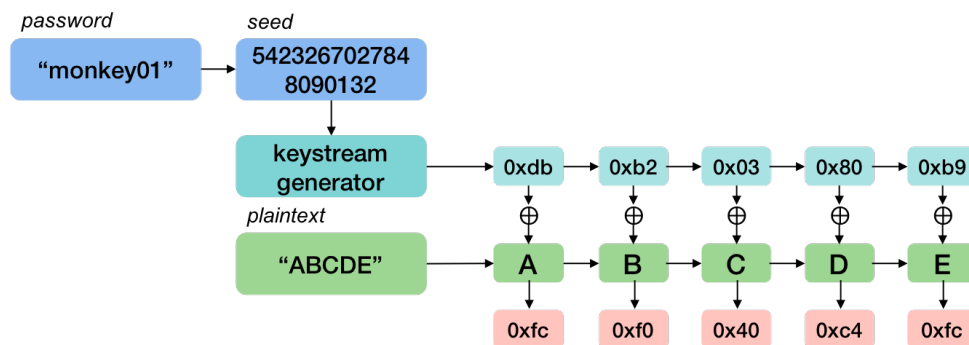 password
seed
“monkey01”
542326702784
8090132
keystream
generator
0xdb
0xb2
0x03
0x80
0xb9
plaintext
“ABCDE”
A
B
C
D
E
0xfc
0xf0
0x40
0xc4
0xfc